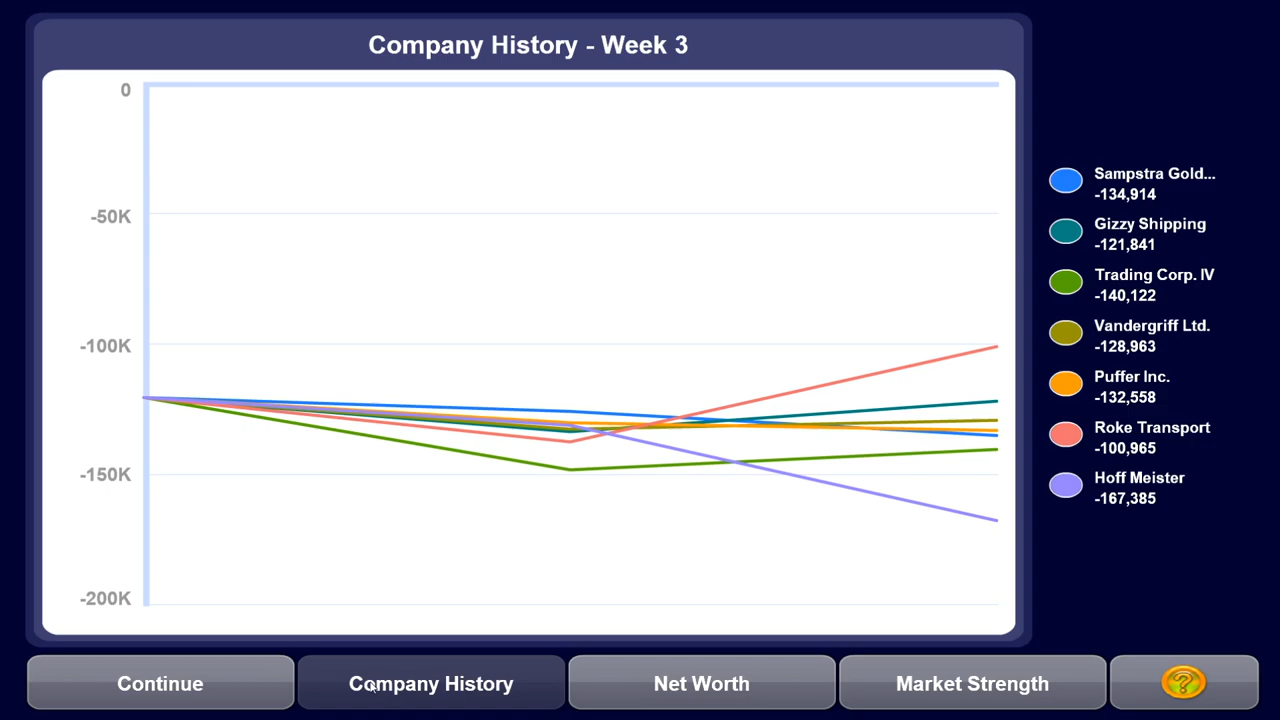 Company History - Week 3
0
-50K
-100K
-150K
-200K
Sampstra Gold...
-134,914
Gizzy Shipping
-121,841
Trading Corp. IV
-140,122
Vandergriff Ltd.
-128,963
Puffer Inc.
-132,558
Roke Transport
-100,965
Hoff Meister
-167,385
Continue
Company History
Net Worth
Market Strength
?